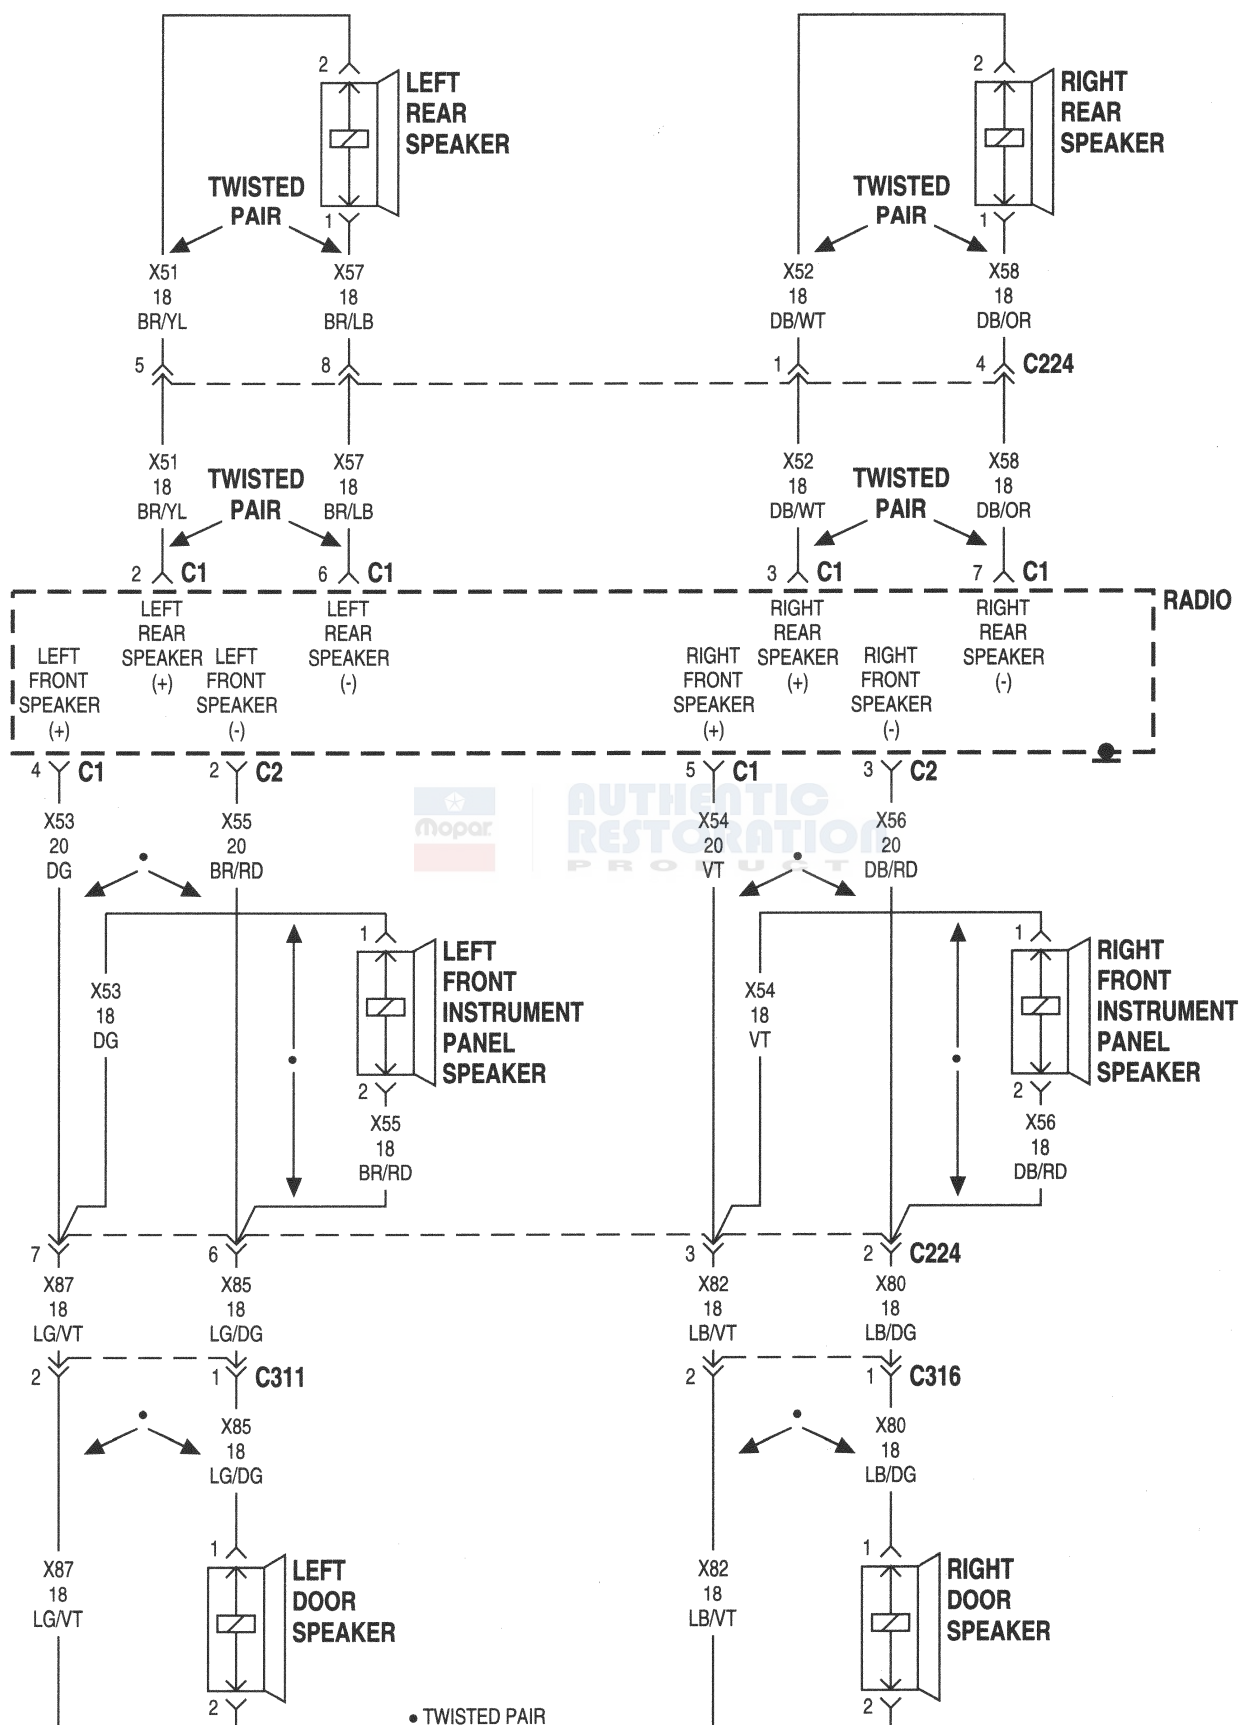 2
LEFT
REAR
SPEAKER
2
RIGHT
REAR
SPEAKER
TWISTED
PAIR
1
TWISTED
PAIR
1
X51
18
BR/YL
X57
18
BR/LB
X52
18
DB/WT
X58
18
DB/OR
5
8
1
4
C224
X51
18
BR/YL
TWISTED
PAIR
X57
18
BR/LB
X52
18
DB/WT
TWISTED
PAIR
X58
18
DB/OR
2 C1
6 C1
3 C1
7 C1
RADIO
LEFT
REAR
SPEAKER
(+)
LEFT
REAR
SPEAKER
(-)
RIGHT
REAR
SPEAKER
(+)
RIGHT
REAR
SPEAKER
(-)
LEFT
FRONT
SPEAKER
(+)
LEFT
FRONT
SPEAKER
(-)
RIGHT
FRONT
SPEAKER
(+)
RIGHT
FRONT
SPEAKER
(-)
4 C1
2 C2
5 C1
3 C2
Mopar
AUTHENTIC
RESTORATION
PRODUCT
X53
20
DG
X55
20
BR/RD
X54
20
VT
X56
20
DB/RD
X53
18
DG
1
LEFT
FRONT
INSTRUMENT
PANEL
SPEAKER
2
X55
18
BR/RD
X54
18
VT
1
RIGHT
FRONT
INSTRUMENT
PANEL
SPEAKER
2
X56
18
DB/RD
7
6
3
2
C224
X87
18
LG/VT
X85
18
LG/DG
X82
18
LB/VT
X80
18
LB/DG
2
1
C311
2
1
C316
X85
18
LG/DG
X80
18
LB/DG
X87
18
LG/VT
1
LEFT
DOOR
SPEAKER
2
X82
18
LB/VT
1
RIGHT
DOOR
SPEAKER
2
• TWISTED PAIR